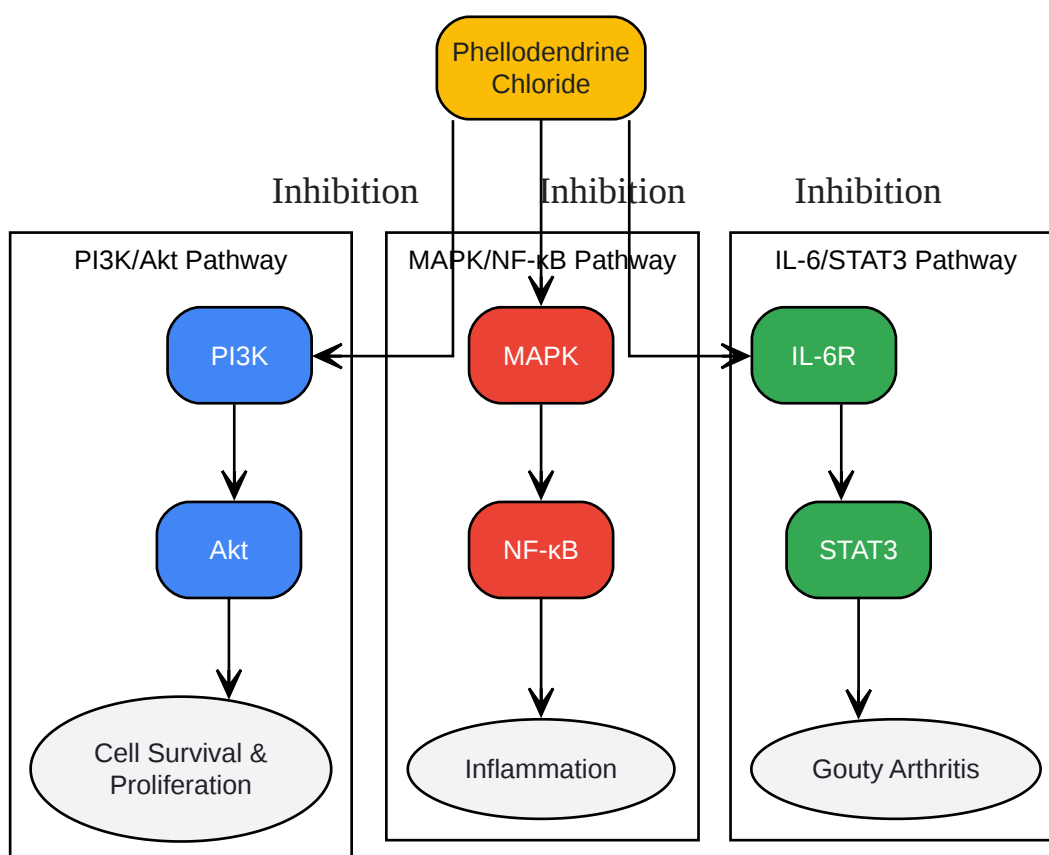 Phellodendrine
Chloride
Inhibition
Inhibition
Inhibition
PI3K/Akt Pathway
MAPK/NF-κB Pathway
IL-6/STAT3 Pathway
PI3K
MAPK
IL-6R
Akt
NF-κB
STAT3
Cell Survival &
Proliferation
Inflammation
Gouty Arthritis